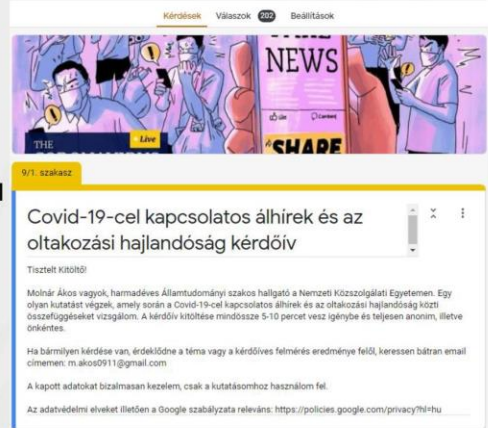 Kérdések Válaszok 202 Beállítások
NEWS
Live
THE
SHARE
9/1. szakasz
Covid-19-cel kapcsolatos álhírek és az
oltakozási hajlandóság kérdőív
Tisztelt Kitöltő!
Molnár Ákos vagyok, harmadéves Államtudományi szakos hallgató a Nemzeti Közszolgálati Egyetemen. Egy
olyan kutatást végzek, amely során a Covid-19-cel kapcsolatos álhírek és az oltakozási hajlandóság közti
összefüggéseket vizsgálom. A kérdőív kitöltése mindössze 5-10 percet vesz igénybe és teljesen anonim, illetve
önkéntes.
Ha bármilyen kérdése van, érdeklődne a téma vagy a kérdőíves felmérés eredménye felől, keressen bátran email
címemen: m.akos0911@gmail.com
A kapott adatokat bizalmasan kezelem, csak a kutatásomhoz használom fel.
Az adatvédelmi elveket illetően a Google szabályzata releváns: https://policies.google.com/privacy?hl=hu